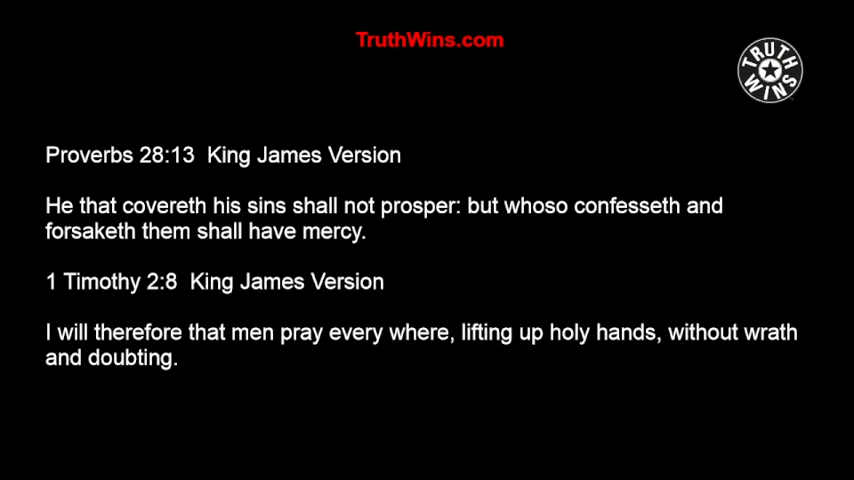 TruthWins.com
TRUTH
WINS
Proverbs 28:13  King James Version
He that covereth his sins shall not prosper: but whoso confesseth and
forsaketh them shall have mercy.
1 Timothy 2:8  King James Version
I will therefore that men pray every where, lifting up holy hands, without wrath
and doubting.